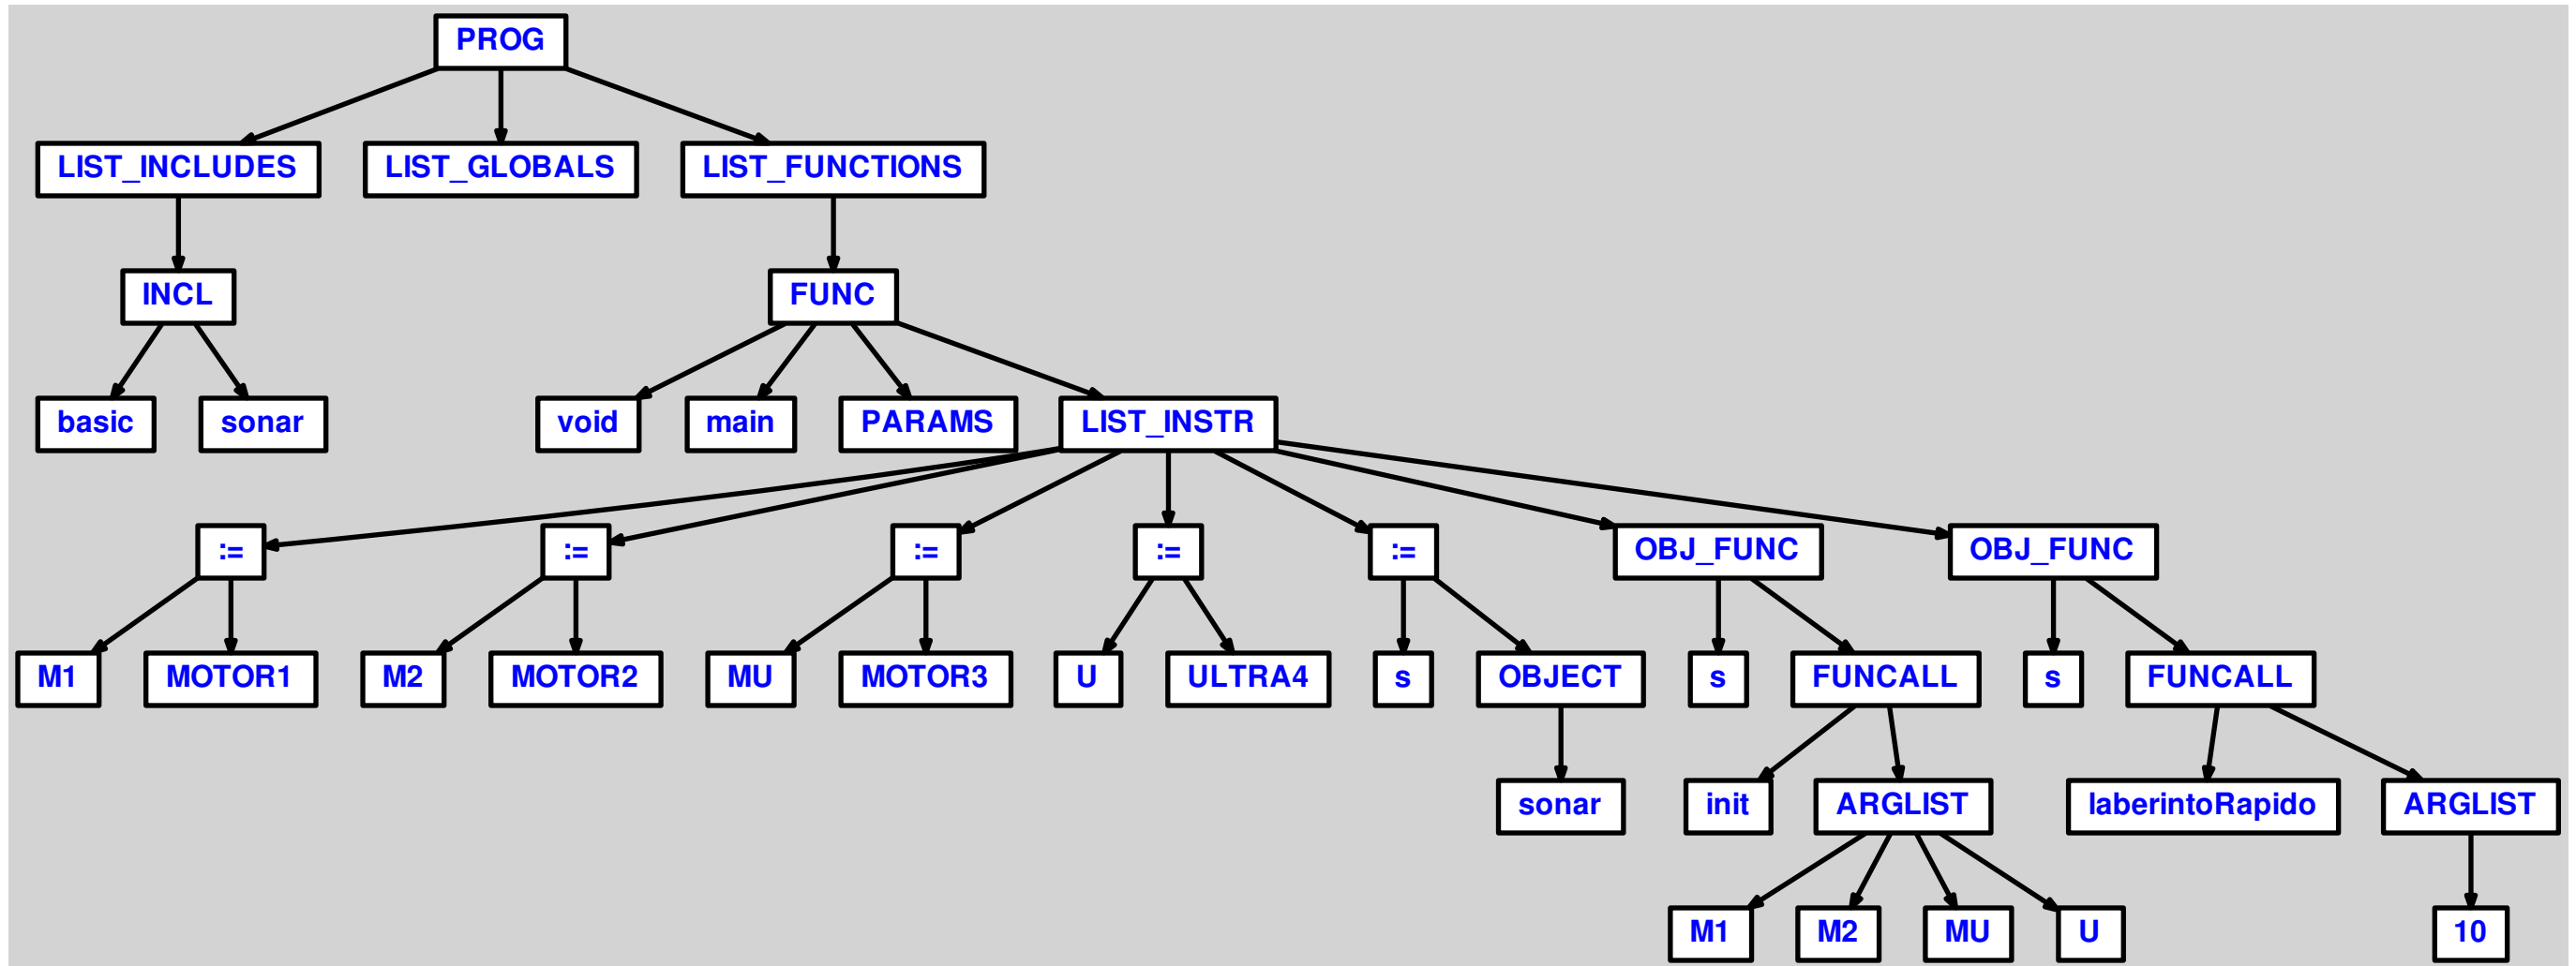 PROG
LIST_INCLUDES LIST_GLOBALS LIST_FUNCTIONS
INCL FUNC
basic sonar void main PARAMS LIST_INSTR
:= := := := := OBJ_FUNC OBJ_FUNC
M1 MOTOR1 M2 MOTOR2 MU MOTOR3 U ULTRA4 s OBJECT s FUNCALL s FUNCALL
sonar init ARGLIST laberintoRapido ARGLIST
M1 M2 MU U 10